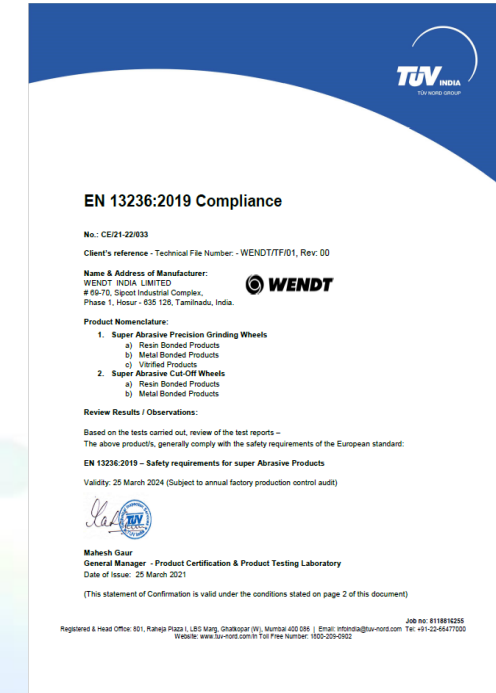 TÜV INDIA
TÜV NORD GROUP
EN 13236:2019 Compliance
No.: CE/21-22/033
Client's reference - Technical File Number: - WENDT/TF/01, Rev: 00
Name & Address of Manufacturer:
WENDT INDIA LIMITED
# 69-70, Sipcot Industrial Complex,
Phase 1, Hosur - 635 126, Tamilnadu, India.
WENDT
Product Nomenclature:
1. Super Abrasive Precision Grinding Wheels
a) Resin Bonded Products
b) Metal Bonded Products
c) Vitrified Products
2. Super Abrasive Cut-Off Wheels
a) Resin Bonded Products
b) Metal Bonded Products
Review Results / Observations:
Based on the tests carried out, review of the test reports –
The above product/s, generally comply with the safety requirements of the European standard:
EN 13236:2019 – Safety requirements for super Abrasive Products
Validity: 25 March 2024 (Subject to annual factory production control audit)
TÜV
Mahesh Gaur
General Manager - Product Certification & Product Testing Laboratory
Date of Issue: 25 March 2021
(This statement of Confirmation is valid under the conditions stated on page 2 of this document)
Job no: 8118816255
Registered & Head Office: 801, Raheja Plaza I, LBS Marg, Ghatkopar (W), Mumbai 400 086 | Email: infoindia@tuv-nord.com Tel: +91-22-66477000
Website: www.tuv-nord.com/in Toll Free Number: 1800-209-0902